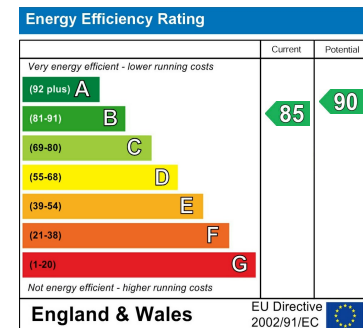 Energy Efficiency Rating
Current Potential
Very energy efficient - lower running costs
(92 plus) A
(81-91) B
85
90
(69-80) C
(55-68) D
(39-54) E
(21-38) F
(1-20) G
Not energy efficient - higher running costs
England & Wales
EU Directive
2002/91/EC